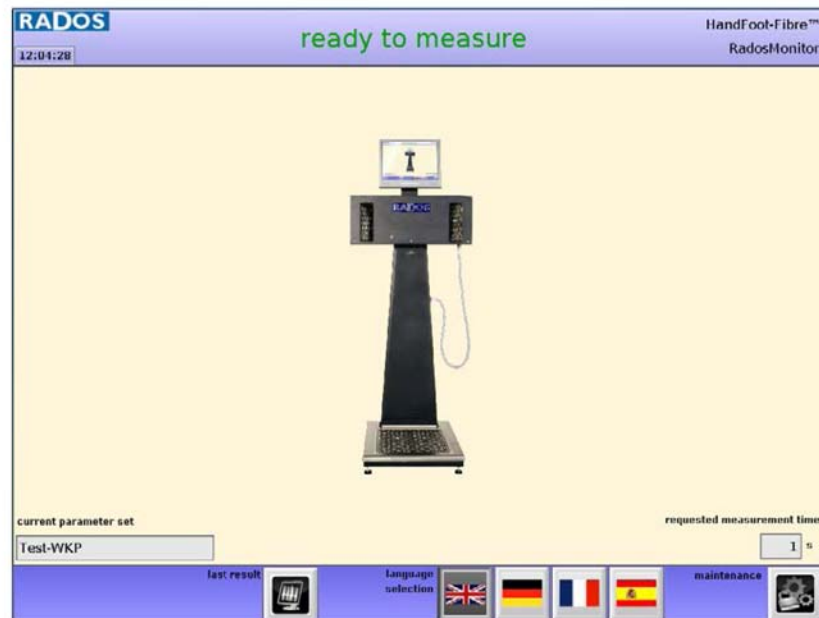 RADOS
ready to measure
HandFoot-Fibre™
12:04:28
RadosMonitor
RADOS
current parameter set
requested measurement time
Test-WKP
1 s
last result
language
selection
maintenance